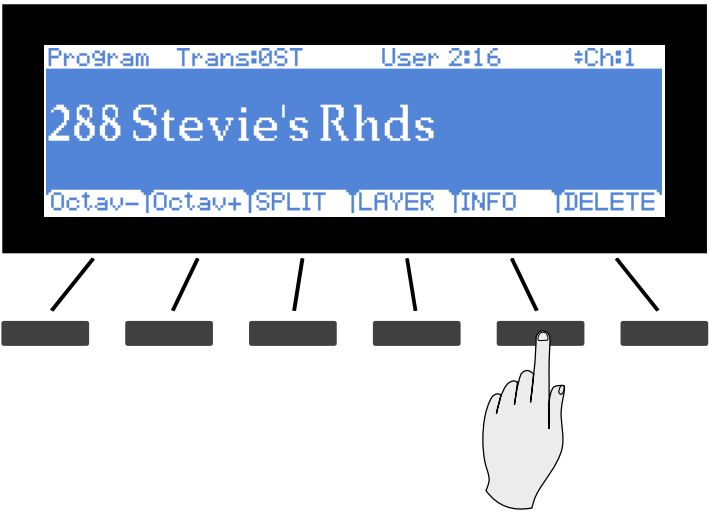 Program Trans:0ST User 2:16 ÷Ch:1
288 Stevie's Rhds
Octav- Octav+ SPLIT LAYER INFO DELETE